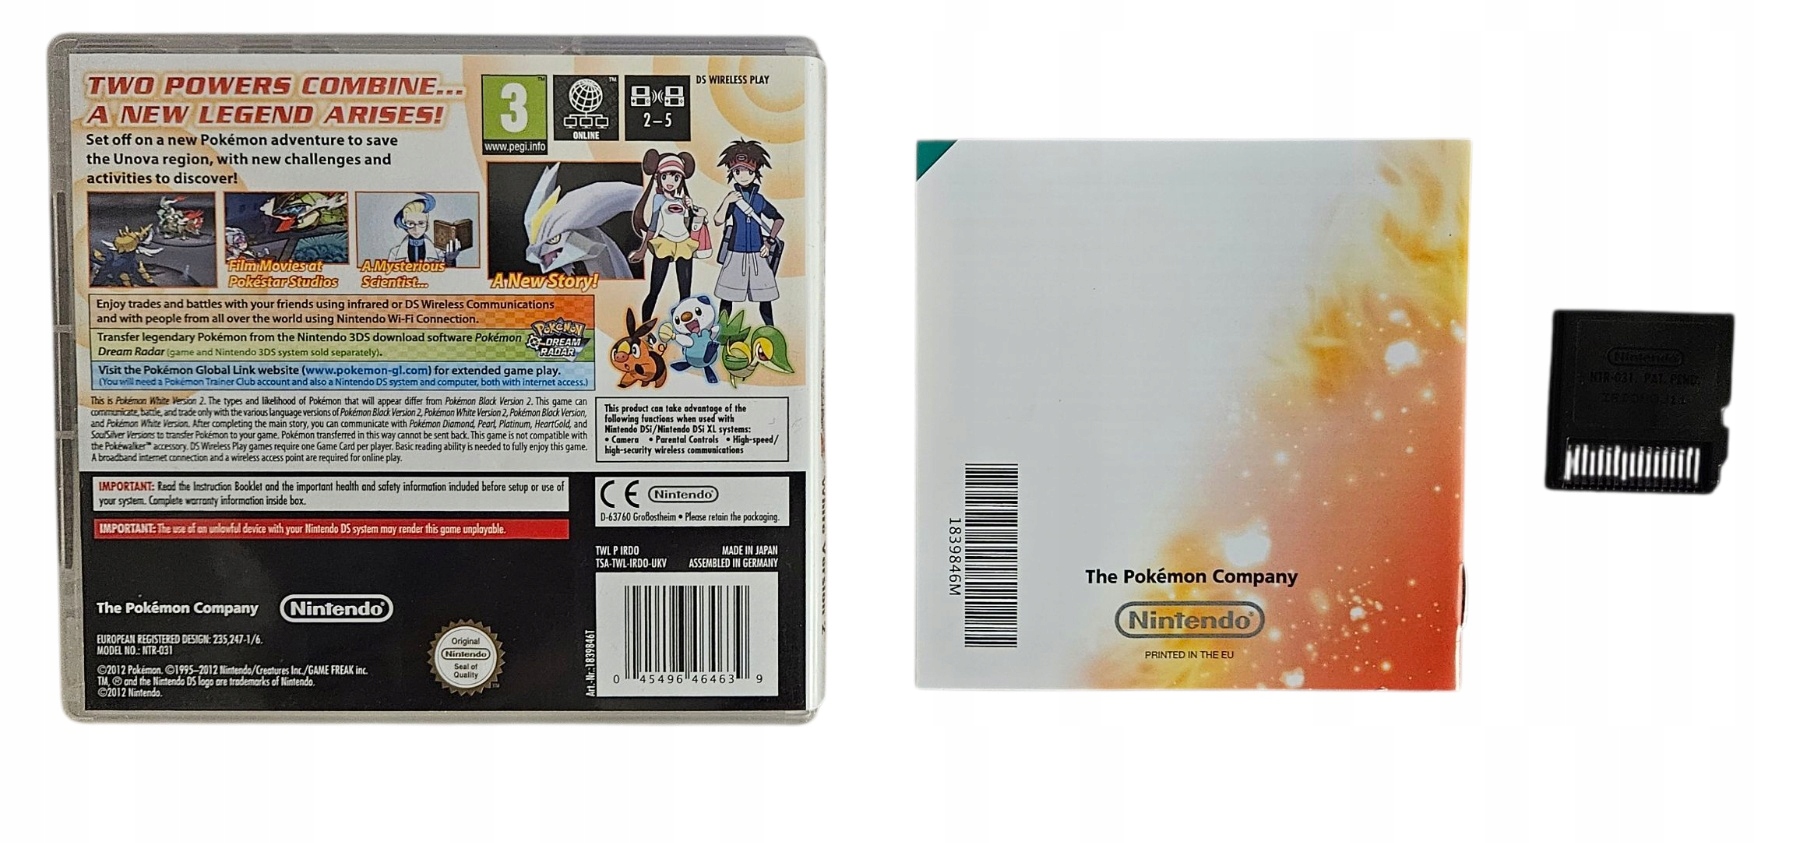 TWO POWERS COMBINE...
A NEW LEGEND ARISES!
Set off on a new Pokémon adventure to save
the Unova region, with new challenges and
activities to discover!
3
™
www.pegi.info
™
ONLINE
2–5
DS WIRELESS PLAY
Film Movies at
Pokéstar Studios
A Mysterious
Scientist...
A New Story!
Enjoy trades and battles with your friends using infrared or DS Wireless Communications
and with people from all over the world using Nintendo Wi-Fi Connection.
Transfer legendary Pokémon from the Nintendo 3DS download software Pokémon
Dream Radar (game and Nintendo 3DS system sold separately).
POKÉMON
DREAM
RADAR
Visit the Pokémon Global Link website (www.pokemon-gl.com) for extended game play.
(You will need a Pokémon Trainer Club account and also a Nintendo DS system and computer, both with internet access.)
This is Pokémon White Version 2. The types and likelihood of Pokémon that will appear differ from Pokémon Black Version 2. This game can
communicate, battle, and trade only with the various language versions of Pokémon Black Version 2, Pokémon White Version 2, Pokémon Black Version,
and Pokémon White Version. After completing the main story, you can communicate with Pokémon Diamond, Pearl, Platinum, HeartGold, and
SoulSilver Versions to transfer Pokémon to your game. Pokémon transferred in this way cannot be sent back. This game is not compatible with
the Pokéwalker™ accessory. DS Wireless Play games require one Game Card per player. Basic reading ability is needed to fully enjoy this game.
A broadband internet connection and a wireless access point are required for online play.
This product can take advantage of the
following functions when used with
Nintendo DSi/Nintendo DSi XL systems:
• Camera • Parental Controls • High-speed/
high-security wireless communications
IMPORTANT: Read the Instruction Booklet and the important health and safety information included before setup or use of
your system. Complete warranty information inside box.
IMPORTANT: The use of an unlawful device with your Nintendo DS system may render this game unplayable.
CE Nintendo®
D-63760 Großostheim • Please retain the packaging.
TWL P IRDO MADE IN JAPAN
TSA-TWL-IRDO-UKV ASSEMBLED IN GERMANY
The Pokémon Company Nintendo®
EUROPEAN REGISTERED DESIGN: 235,247-1/6.
MODEL NO.: NTR-031
©2012 Pokémon. ©1995–2012 Nintendo/Creatures Inc./GAME FREAK inc.
TM, ® and the Nintendo DS logo are trademarks of Nintendo.
©2012 Nintendo.
Original
Nintendo
Seal of
Quality
Art.-Nr.: 1839846T
0 45496 46463 9
1839846M
The Pokémon Company
Nintendo®
PRINTED IN THE EU
Nintendo
NTR-031 PAT. PEND.